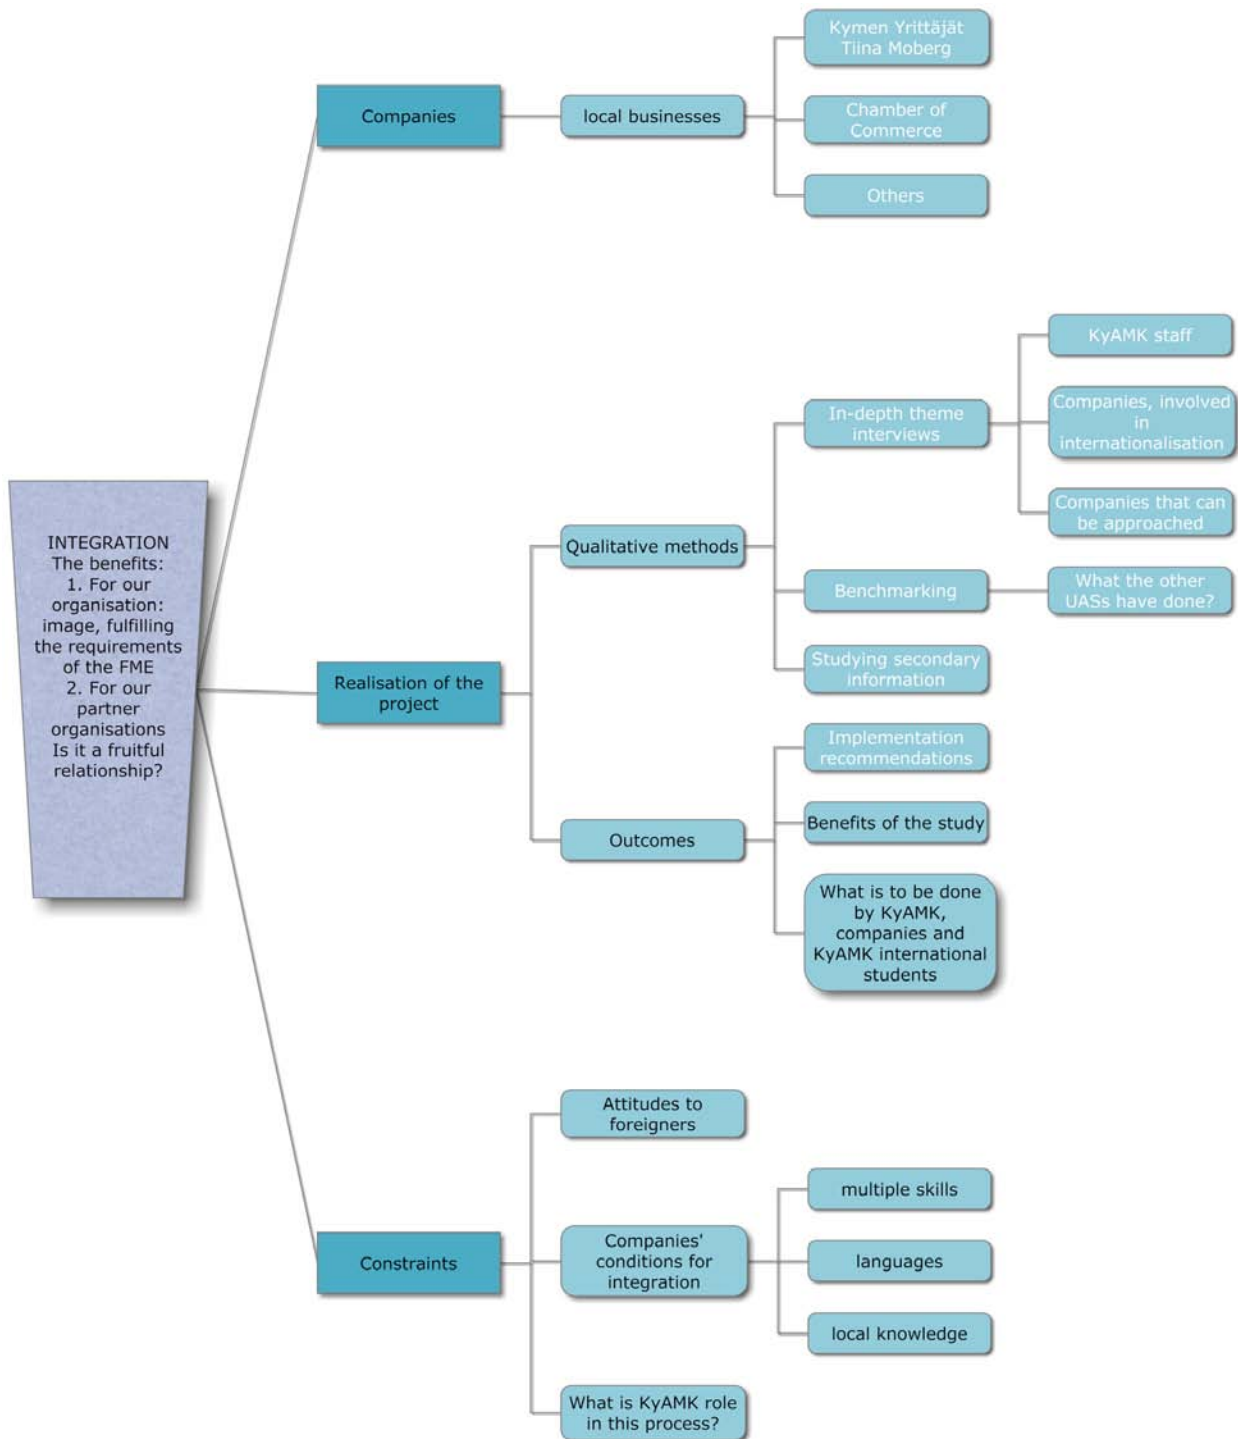 INTEGRATION
The benefits:
1. For our
organisation:
image, fulfilling
the requirements
of the FME
2. For our
partner
organisations
Is it a fruitful
relationship?
Companies
local businesses
Kymen Yrittäjät
Tiina Moberg
Chamber of
Commerce
Others
Realisation of the
project
Qualitative methods
In-depth theme
interviews
KyAMK staff
Companies, involved
in
internationalisation
Companies that can
be approached
Benchmarking
What the other
UASs have done?
Studying secondary
information
Outcomes
Implementation
recommendations
Benefits of the study
What is to be done
by KyAMK,
companies and
KyAMK international
students
Constraints
Attitudes to
foreigners
Companies'
conditions for
integration
multiple skills
languages
local knowledge
What is KyAMK role
in this process?